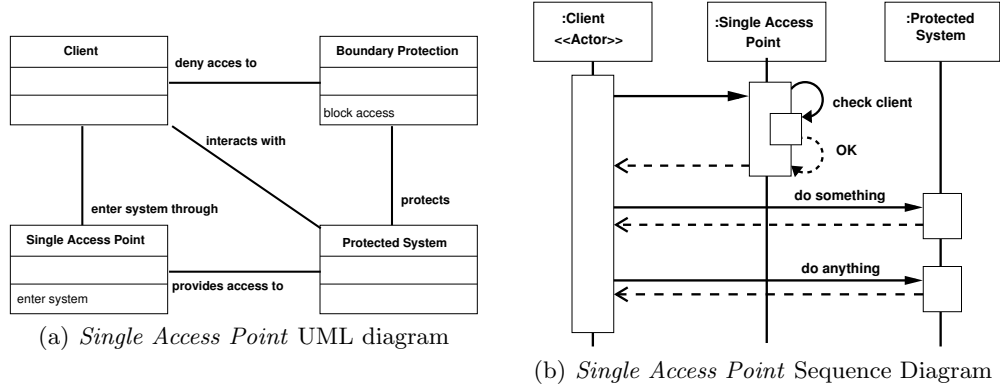 Client
Boundary Protection
deny acces to
block access
interacts with
enter system through
protects
Single Access Point
Protected System
enter system
provides access to
(a) Single Access Point UML diagram
:Client
<<Actor>>
:Single Access
Point
:Protected
System
check client
OK
do something
do anything
(b) Single Access Point Sequence Diagram